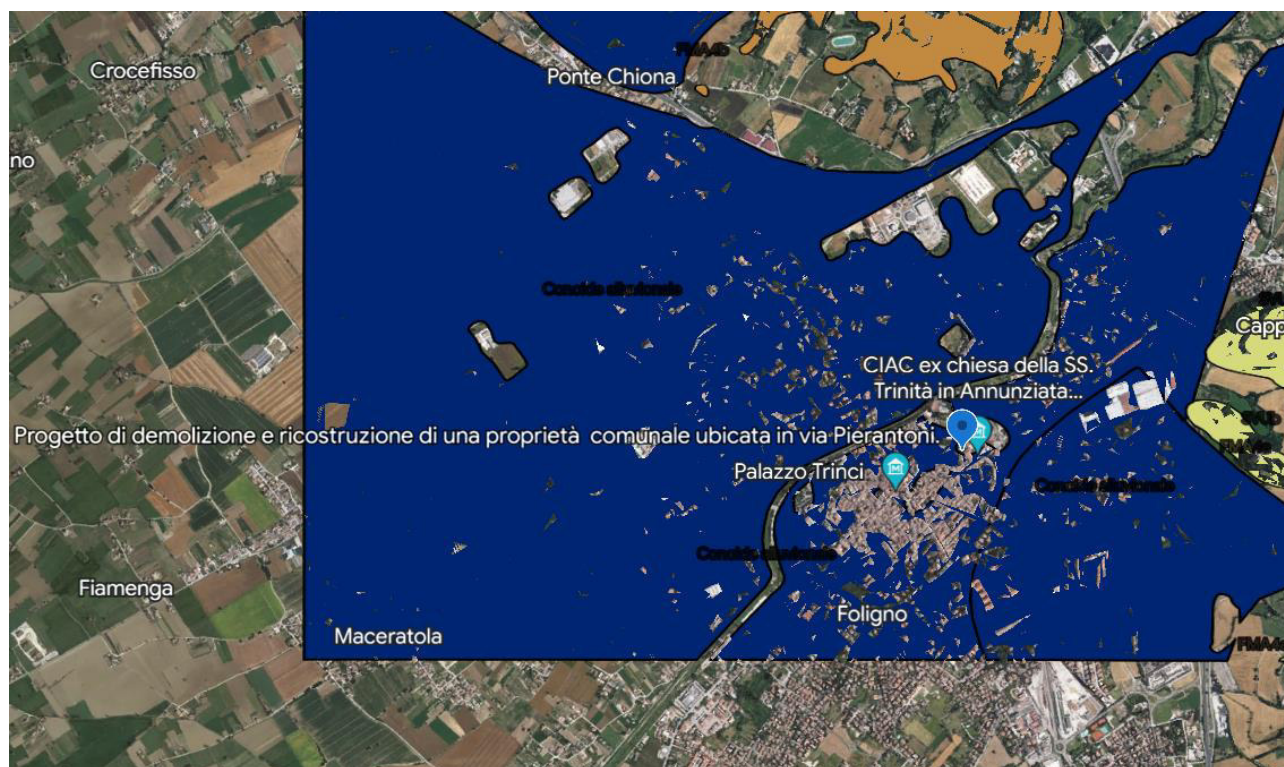 Crocefisso
Ponte Chiona
no
Conoide alluvionale
CIAC ex chiesa della SS.
Trinità in Annunziata...
Progetto di demolizione e ricostruzione di una proprietà comunale ubicata in via Pierantoni.
Palazzo Trinci
Conoide alluvionale
Conoide alluvionale
Fiamenga
Foligno
Maceratola